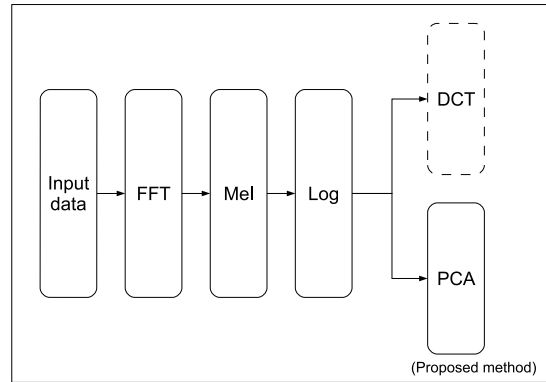 Input
data
FFT
Mel
Log
DCT
PCA
(Proposed method)